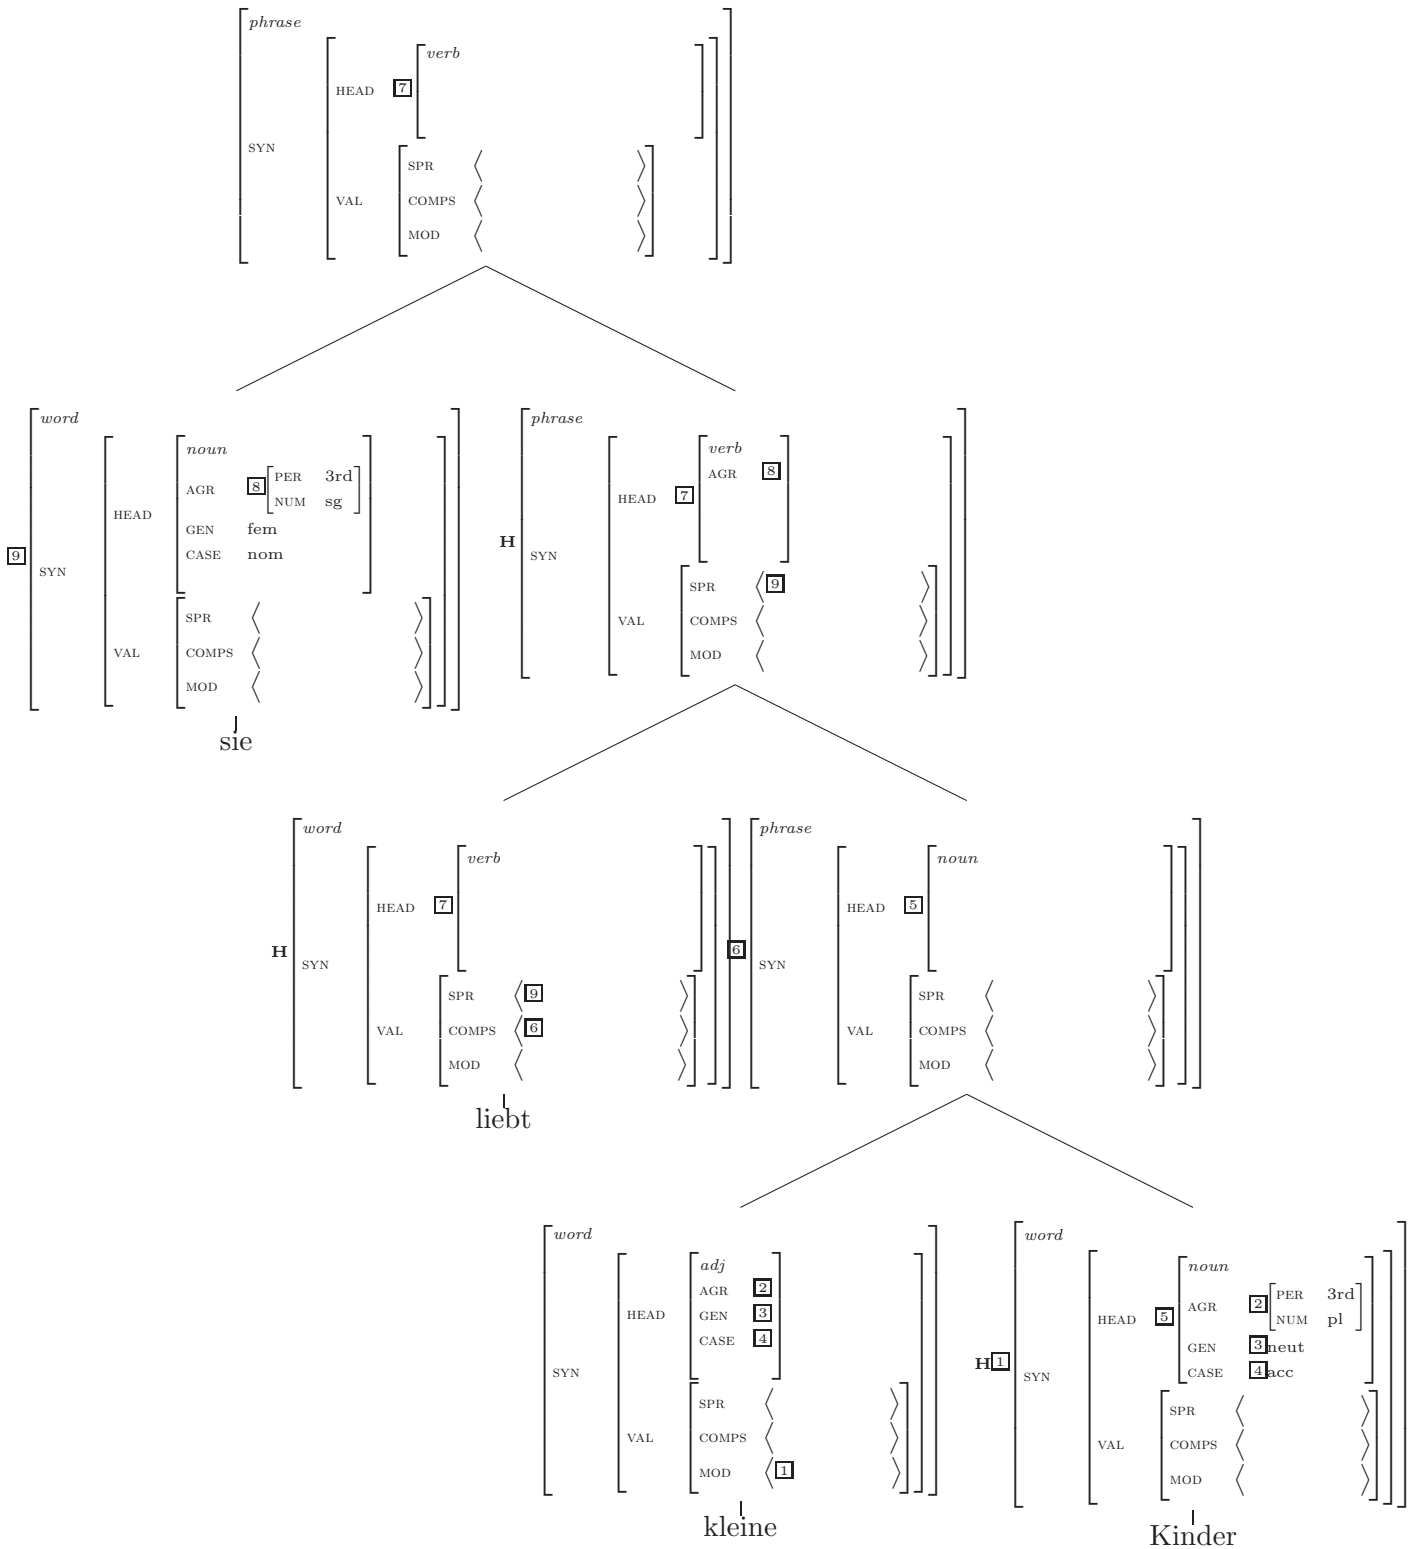 phrase
verb
HEAD 7
SYN
SPR ⟨ ⟩
VAL COMPS ⟨ ⟩
MOD ⟨ ⟩
word
noun
PER 3rd
AGR 8
NUM sg
HEAD
GEN fem
CASE nom
9
SYN
SPR ⟨ ⟩
VAL COMPS ⟨ ⟩
MOD ⟨ ⟩
sie
phrase
verb
AGR 8
HEAD 7
H
SYN
SPR ⟨ 9 ⟩
VAL COMPS ⟨ ⟩
MOD ⟨ ⟩
word
verb
HEAD 7
H
SYN
SPR ⟨ 9 ⟩
VAL COMPS ⟨ 6 ⟩
MOD ⟨ ⟩
liebt
phrase
noun
HEAD 5
6
SYN
SPR ⟨ ⟩
VAL COMPS ⟨ ⟩
MOD ⟨ ⟩
word
adj
AGR 2
HEAD GEN 3
CASE 4
SYN
SPR ⟨ ⟩
VAL COMPS ⟨ ⟩
MOD ⟨ 1 ⟩
kleine
word
noun
PER 3rd
AGR 2
NUM pl
HEAD 5
GEN 3 neut
CASE 4 acc
H 1
SYN
SPR ⟨ ⟩
VAL COMPS ⟨ ⟩
MOD ⟨ ⟩
Kinder